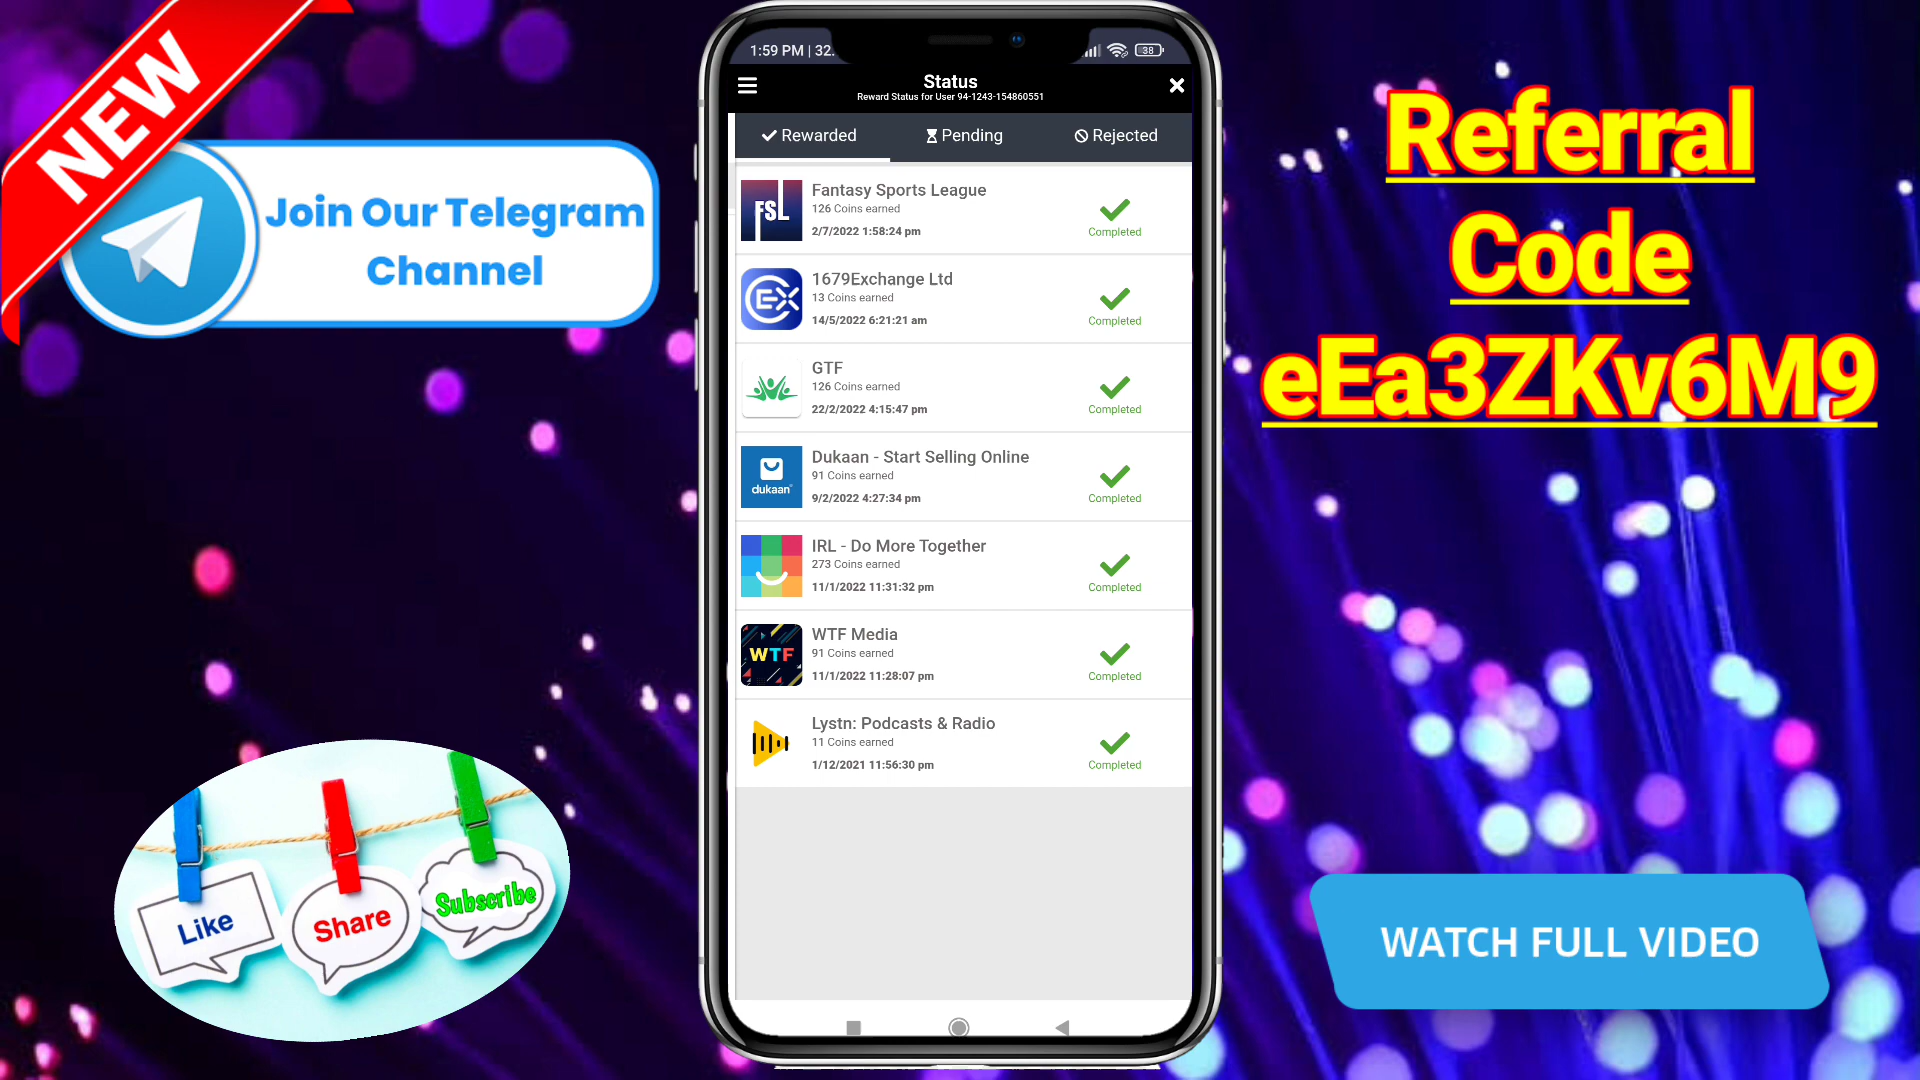 NEW
Join Our Telegram
Channel
Like
Share
Subscribe
1:59 PM | 32.
38
Status
Reward Status for User 94-1243-154860551
Rewarded
Pending
Rejected
FSL
Fantasy Sports League
126 Coins earned
2/7/2022 1:58:24 pm
Completed
EX
1679Exchange Ltd
13 Coins earned
14/5/2022 6:21:21 am
Completed
GTF
126 Coins earned
22/2/2022 4:15:47 pm
Completed
dukaan
Dukaan - Start Selling Online
91 Coins earned
9/2/2022 4:27:34 pm
Completed
IRL - Do More Together
273 Coins earned
11/1/2022 11:31:32 pm
Completed
WTF
WTF Media
91 Coins earned
11/1/2022 11:28:07 pm
Completed
Lystn: Podcasts & Radio
11 Coins earned
1/12/2021 11:56:30 pm
Completed
Referral
Code
eEa3ZKv6M9
WATCH FULL VIDEO